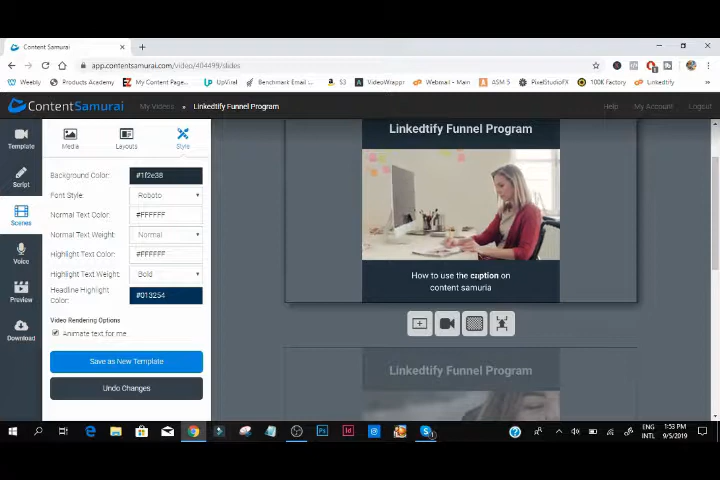 Content Samurai
app.contentsamurai.com/video/404499/slides
Weebly
Products Academy
My Content Page...
UpViral
Benchmark Email ...
S3
VideoWrappr
Webmail - Main
ASM 5
PixelStudioFX
100K Factory
Linkedtify
ContentSamurai
My Videos
Linkedtify Funnel Program
Help
My Account
Logout
Template
Script
Scenes
Voice
Preview
Download
Media
Layouts
Style
Background Color:
#1f2e38
Font Style:
Roboto
Normal Text Color:
#FFFFFF
Normal Text Weight:
Normal
Highlight Text Color:
#FFFFFF
Highlight Text Weight:
Bold
Headline Highlight
Color:
#013254
Video Rendering Options
Animate text for me
Save as New Template
Undo Changes
Linkedtify Funnel Program
How to use the caption on
content samuria
Linkedtify Funnel Program
ENG
INTL
1:53 PM
9/5/2019